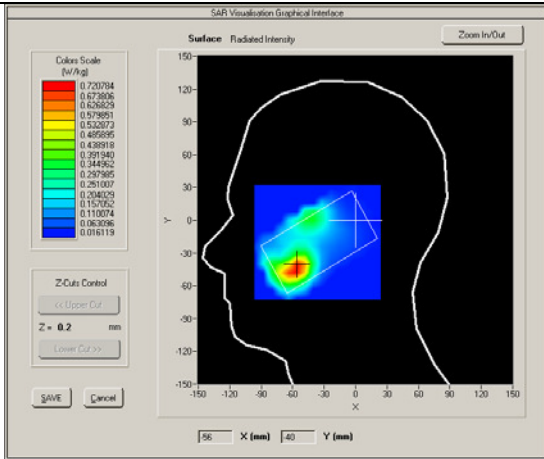 SAR Visualisation Graphical Interface
Surface Radiated Intensity
Zoom In/Out
Colors Scale
(W/kg)
0.720784
0.673806
0.626829
0.579851
0.532873
0.485895
0.438918
0.391940
0.344962
0.297985
0.251007
0.204029
0.157052
0.110074
0.063096
0.016119
Z-Cuts Control
<< Upper Cut
Z = 0.2 mm
Lower Cut >>
SAVE Cancel
150
120
90
60
30
0
-30
-60
-90
-120
-150
Y
-150 -120 -90 -60 -30 0 30 60 90 120 150
X
-56 X (mm) -40 Y (mm)